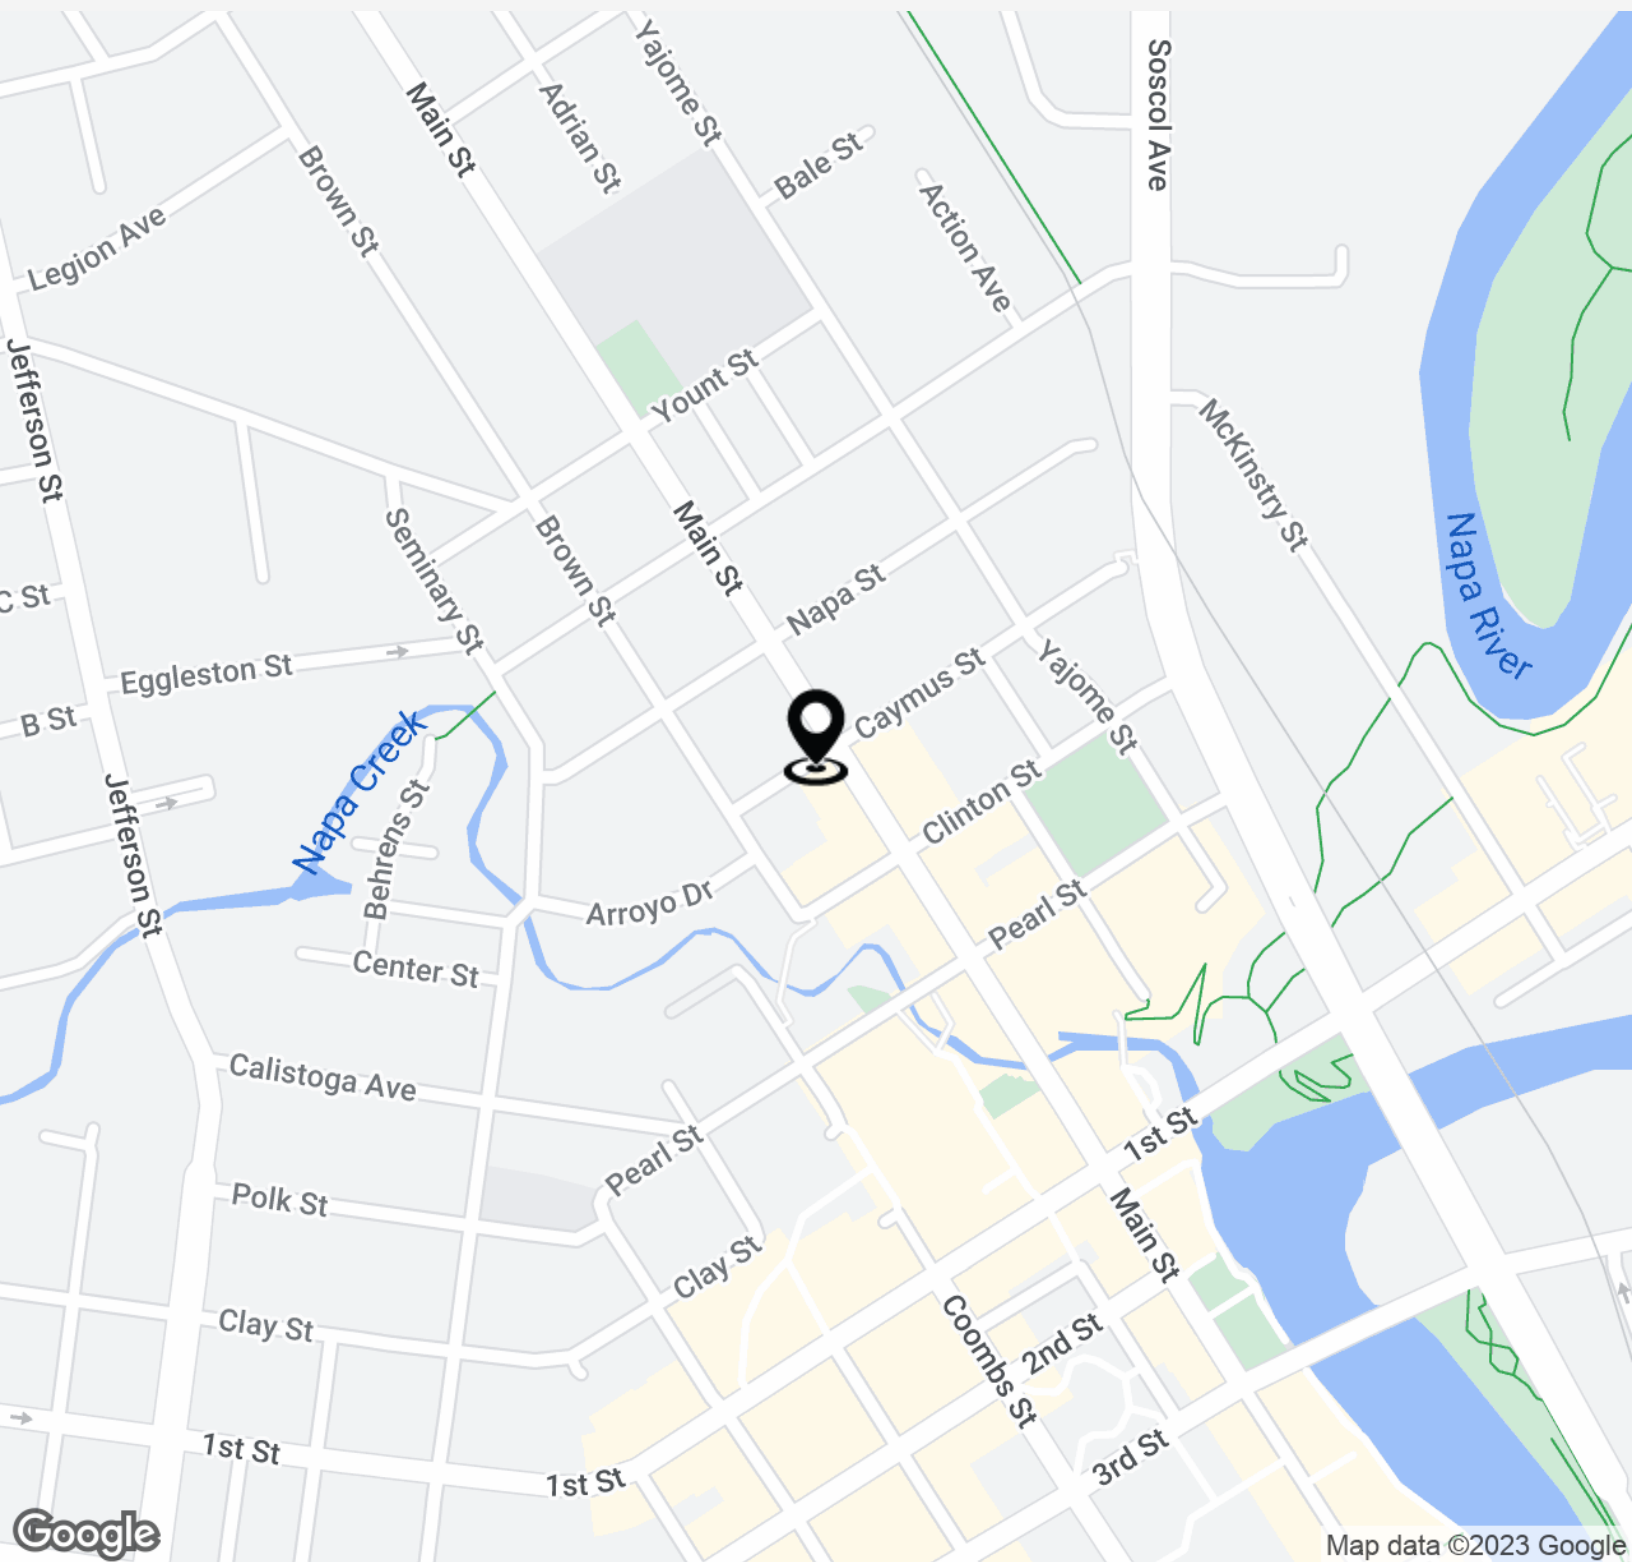 Soscol Ave
Yajome St
Main St
Adrian St
Bale St
Brown St
Action Ave
Legion Ave
Jefferson St
Yount St
McKinstry St
Main St
Seminary St
Brown St
Napa River
Napa St
C St
Eggleston St
Yajome St
Caymus St
B St
Napa Creek
Jefferson St
Behrens St
Clinton St
Pearl St
Arroyo Dr
Center St
Calistoga Ave
1st St
Pearl St
Polk St
Main St
Clay St
Clay St
Coombs St
2nd St
1st St
3rd St
1st St
Google
Map data ©2023 Google